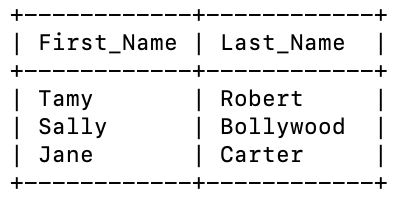 +-------------+-------------+
| First_Name | Last_Name |
+-------------+-------------+
| Tamy | Robert |
| Sally | Bollywood |
| Jane | Carter |
+-------------+-------------+